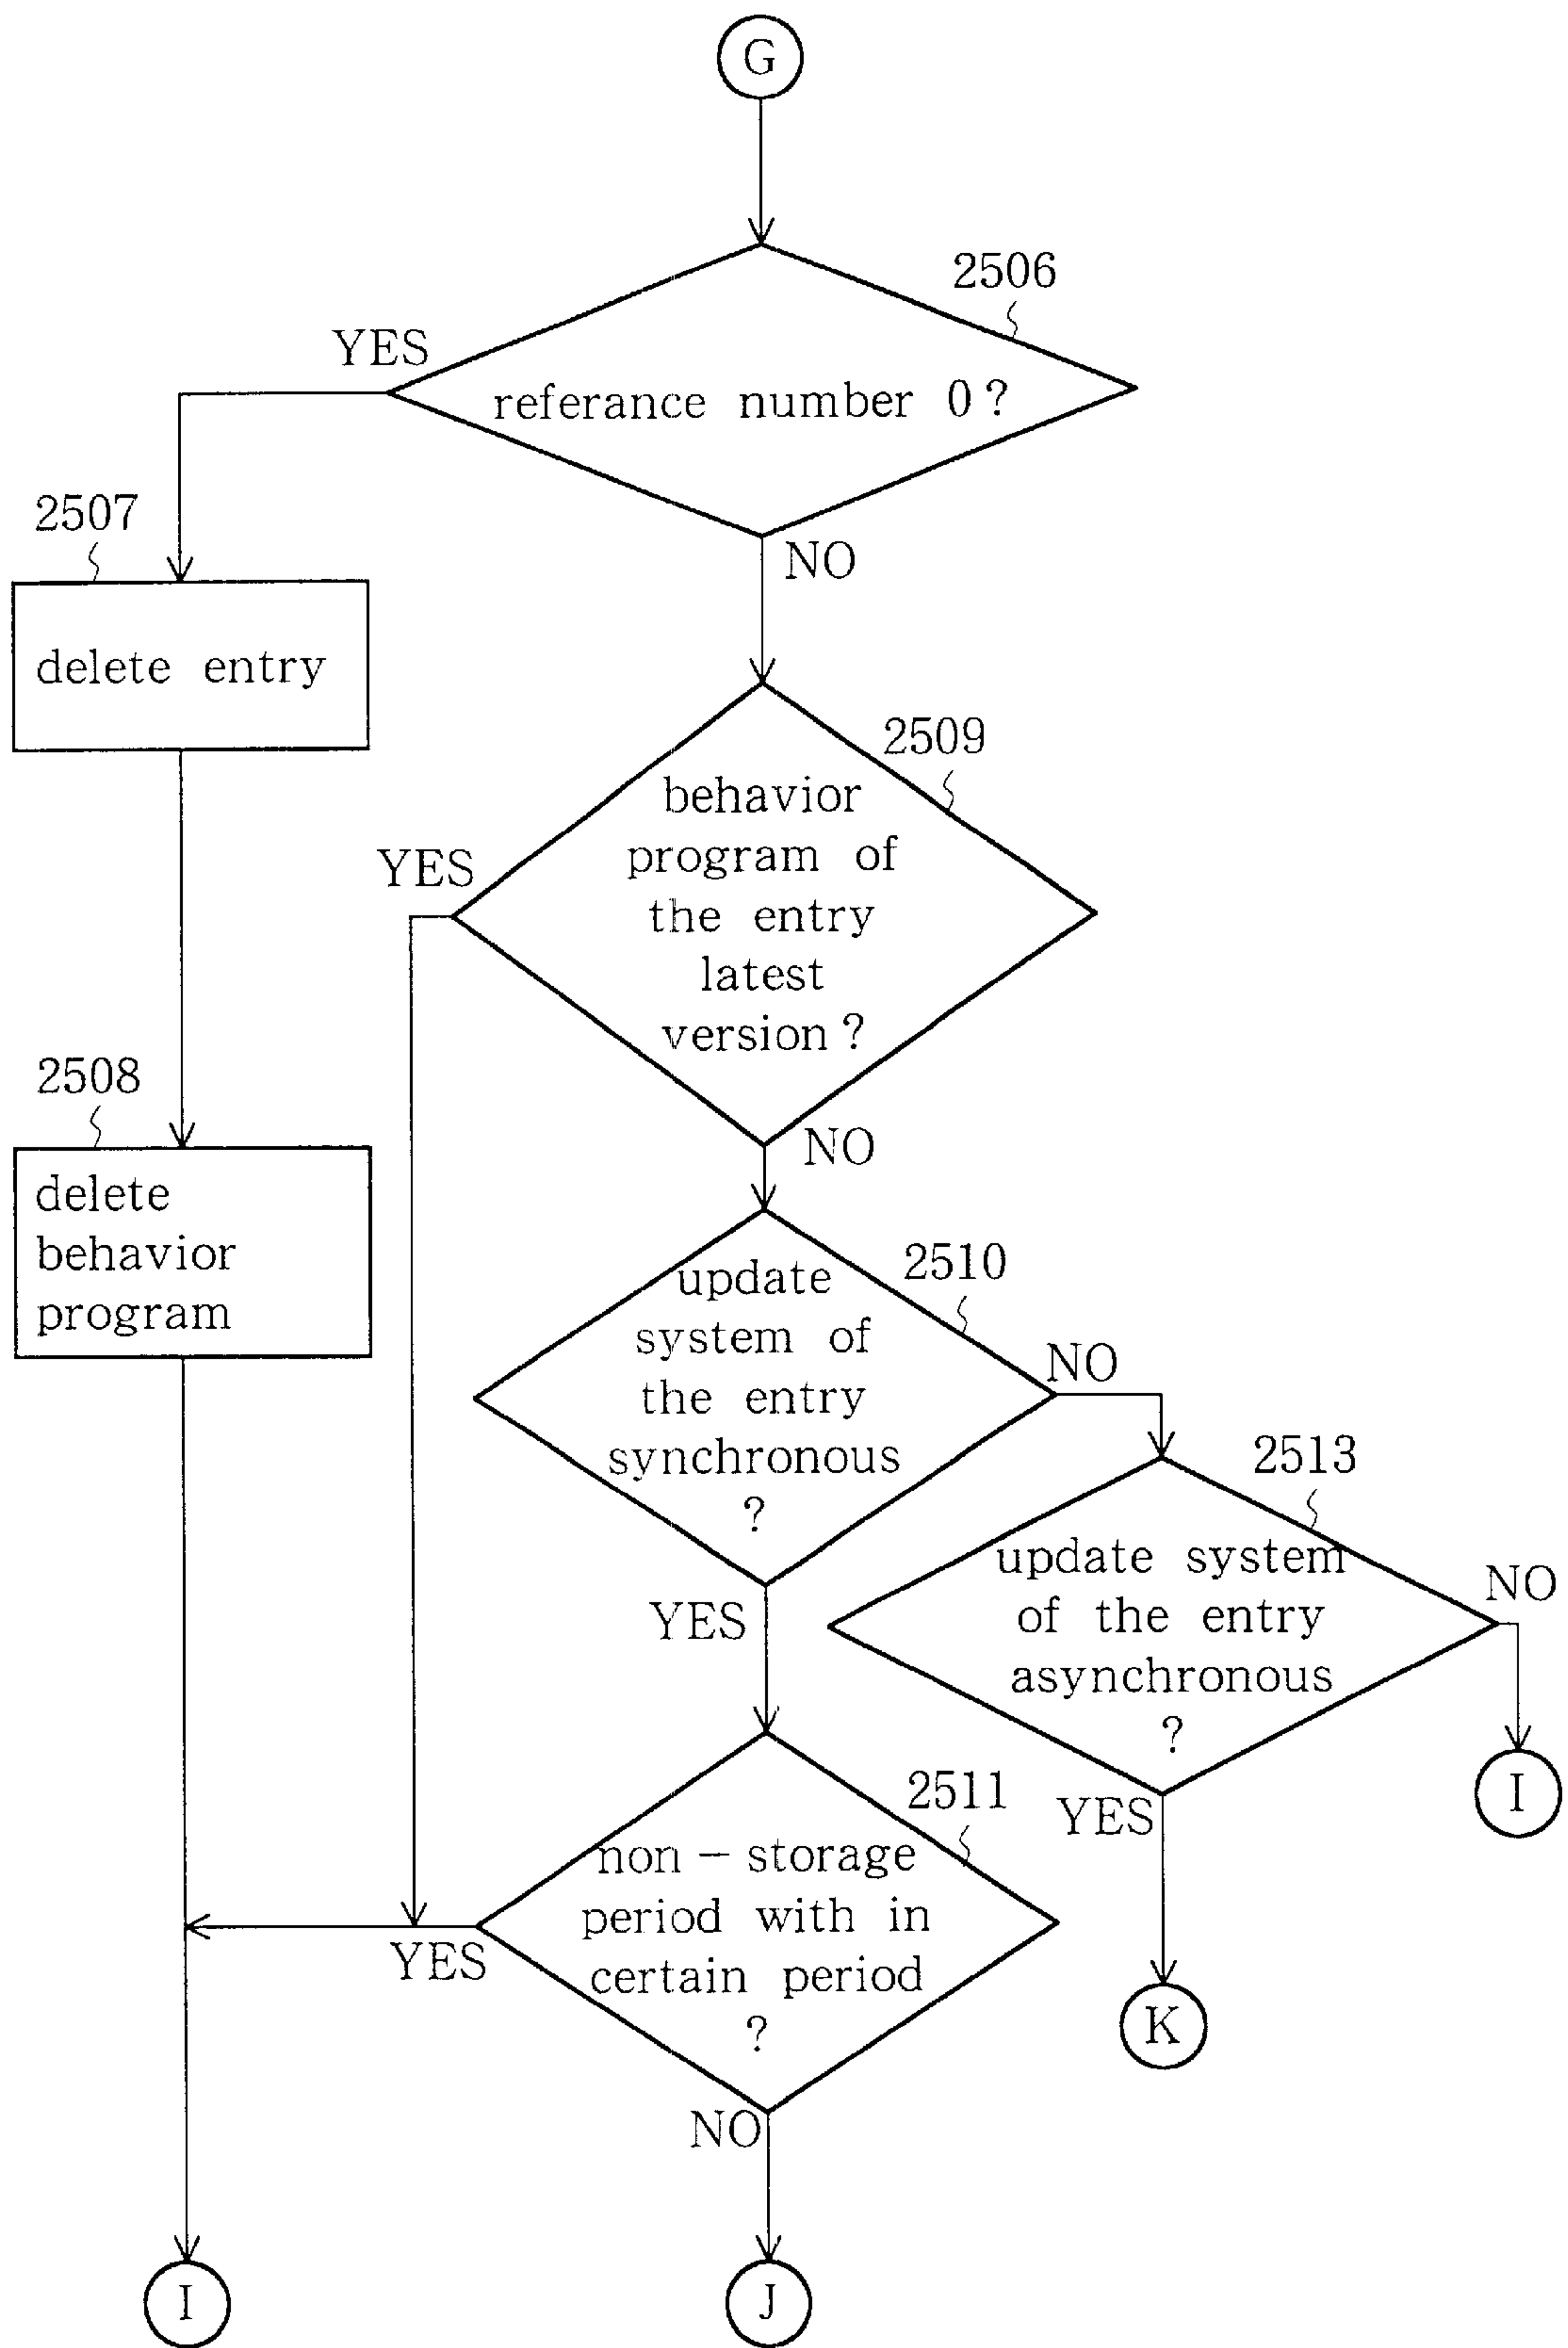 G
2506
YES
referance number 0?
2507
NO
delete entry
2509
behavior
program of
the entry
latest
version?
YES
2508
NO
delete
behavior
program
2510
update
system of
the entry
synchronous
?
NO
2513
YES
update system
of the entry
asynchronous
?
NO
I
YES
2511
non-storage
period with in
certain period
?
YES
K
NO
I
J